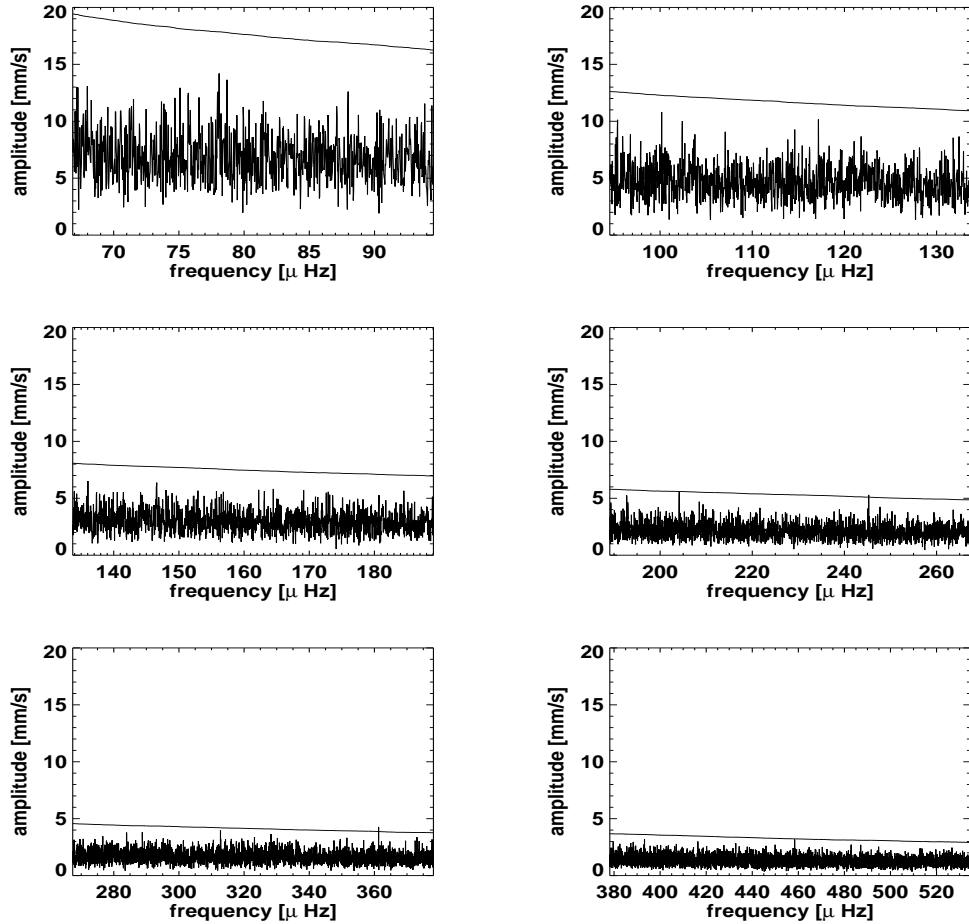 20
15
10
5
0
amplitude [mm/s]
70 75 80 85 90
frequency [μ Hz]
20
15
10
5
0
amplitude [mm/s]
100 110 120 130
frequency [μ Hz]
20
15
10
5
0
amplitude [mm/s]
140 150 160 170 180
frequency [μ Hz]
20
15
10
5
0
amplitude [mm/s]
200 220 240 260
frequency [μ Hz]
20
15
10
5
0
amplitude [mm/s]
280 300 320 340 360
frequency [μ Hz]
20
15
10
5
0
amplitude [mm/s]
380 400 420 440 460 480 500 520
frequency [μ Hz]